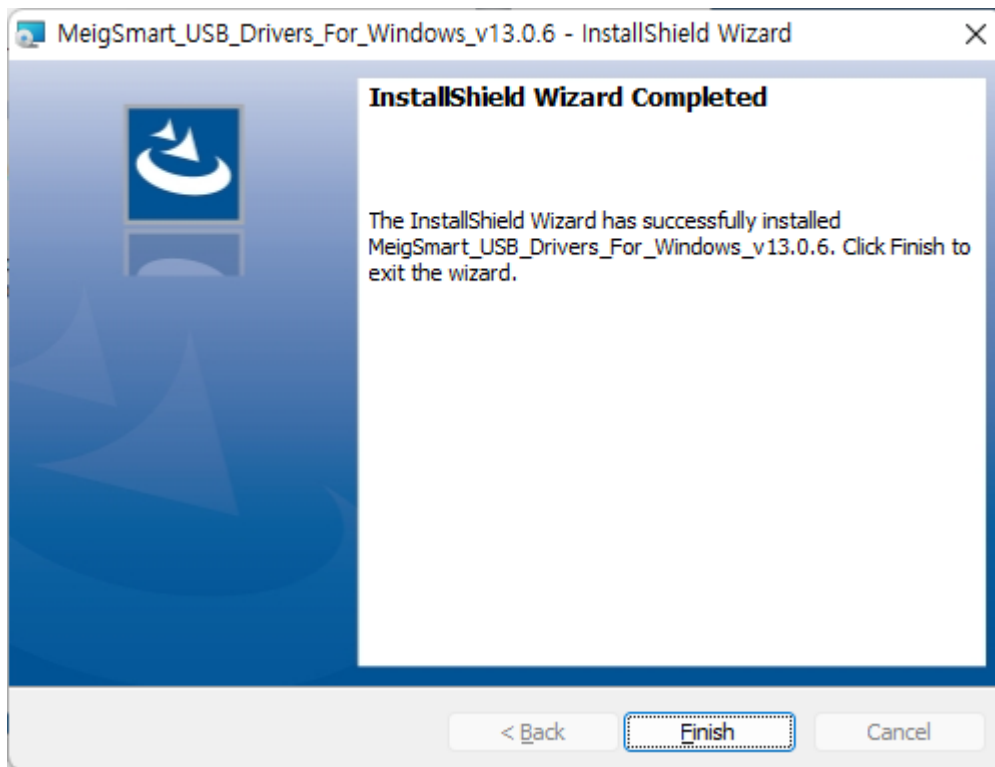 MeigSmart_USB_Drivers_For_Windows_v13.0.6 - InstallShield Wizard
InstallShield Wizard Completed
The InstallShield Wizard has successfully installed
MeigSmart_USB_Drivers_For_Windows_v13.0.6. Click Finish to
exit the wizard.
< Back
Finish
Cancel